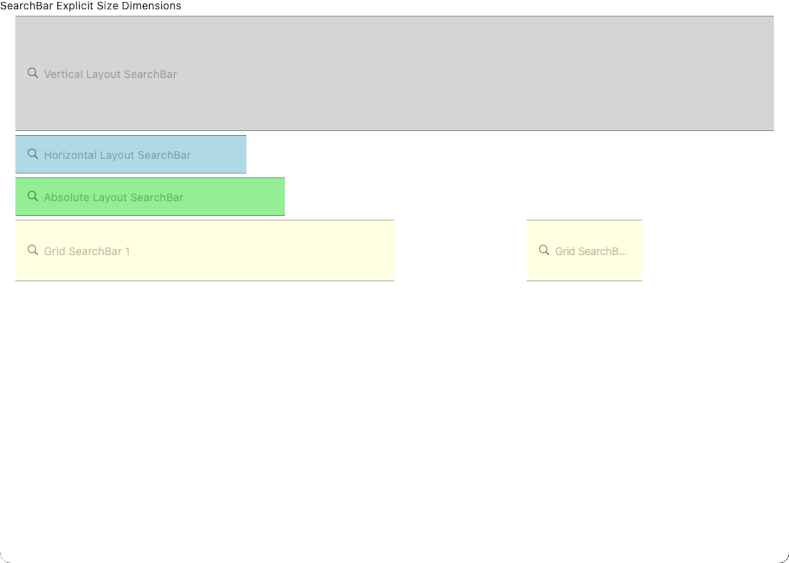 SearchBar Explicit Size Dimensions
Vertical Layout SearchBar
Horizontal Layout SearchBar
Absolute Layout SearchBar
Grid SearchBar 1
Grid SearchB...